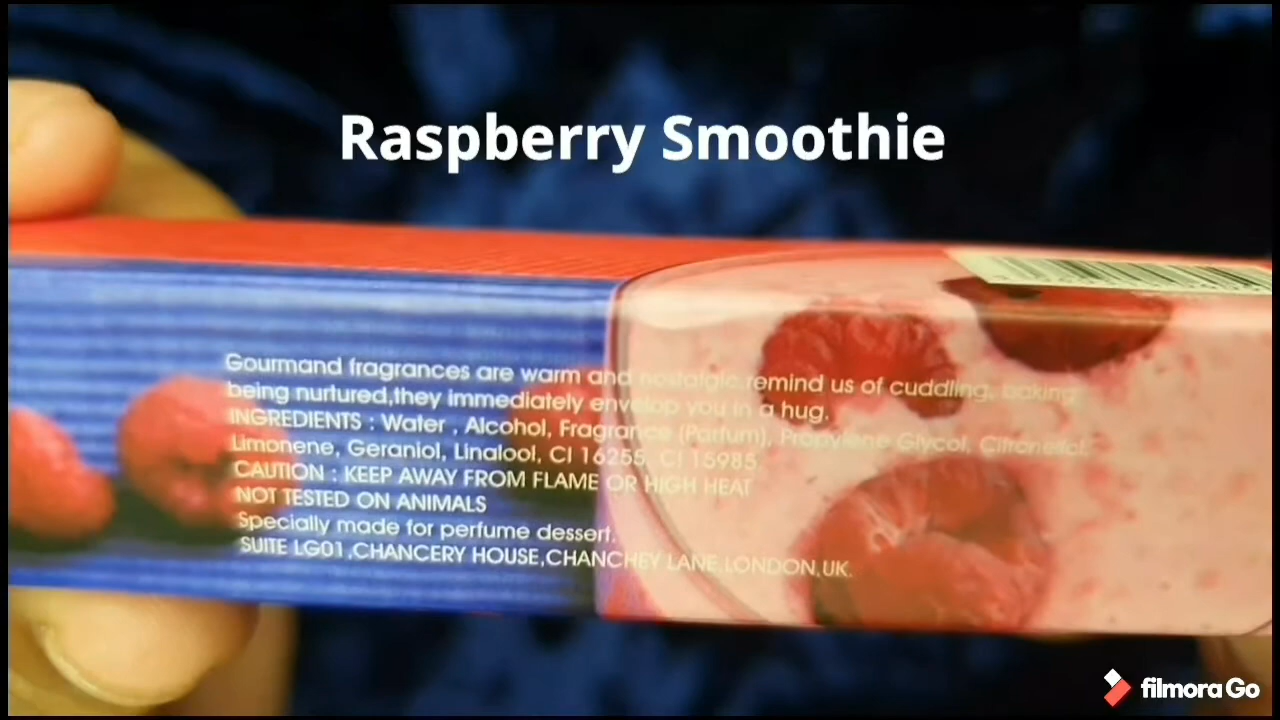 Raspberry Smoothie
Gourmand fragrances are warm and nostalgic,remind us of cuddling, baking
being nurtured,they immediately envelop you in a hug.
INGREDIENTS : Water , Alcohol, Fragrance (Parfum), Propylene Glycol, Citronellol,
Limonene, Geraniol, Linalool, CI 16255, CI 15985.
CAUTION : KEEP AWAY FROM FLAME OR HIGH HEAT
NOT TESTED ON ANIMALS
Specially made for perfume dessert.
SUITE LG01,CHANCERY HOUSE,CHANCHEY LANE,LONDON,UK.
filmora Go